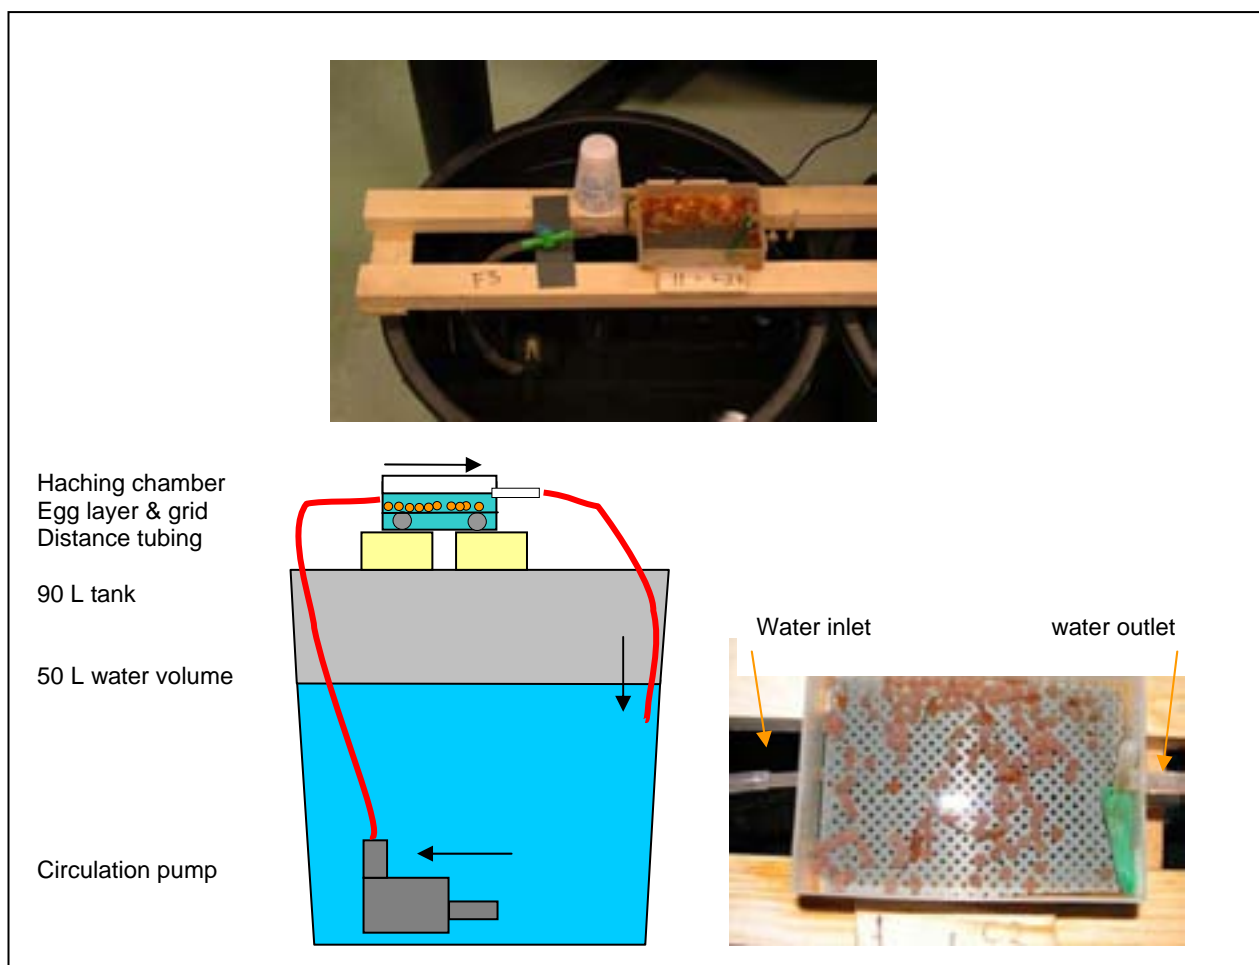 F3
Haching chamber
Egg layer & grid
Distance tubing
90 L tank
50 L water volume
Circulation pump
Water inlet
water outlet